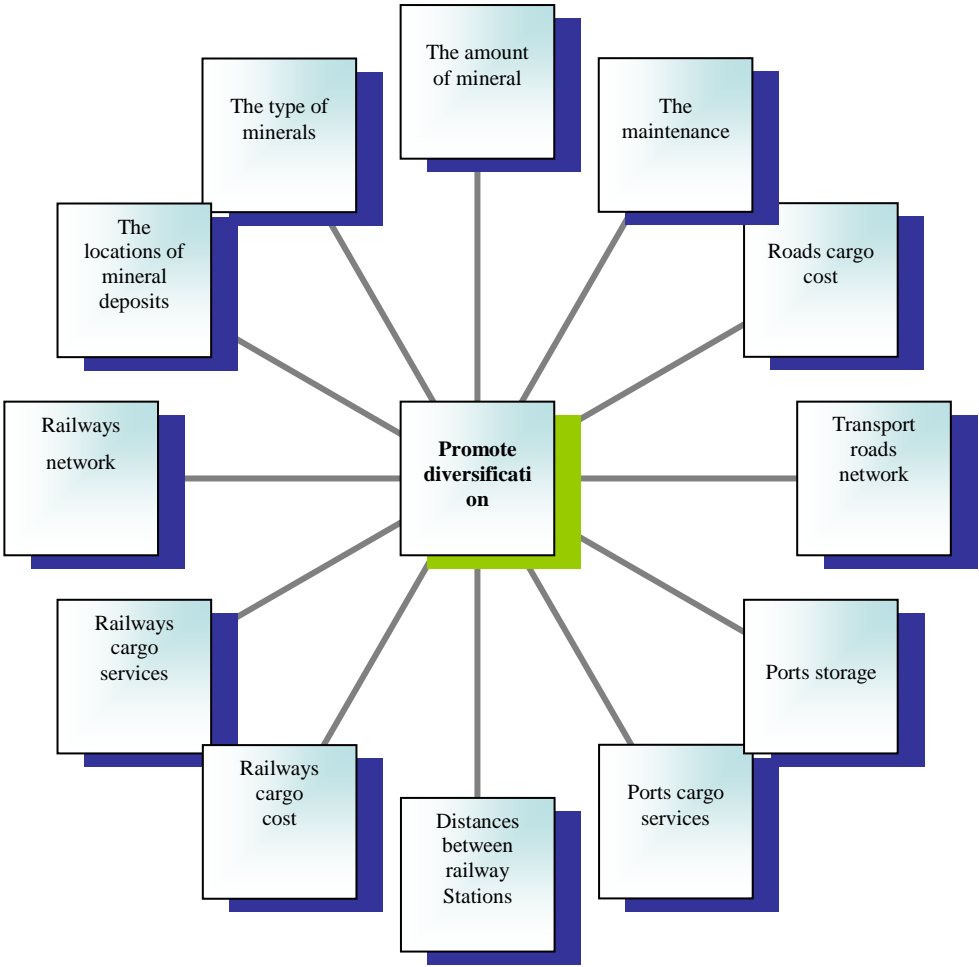 The amount
of mineral
The
maintenance
Roads cargo
cost
Transport
roads
network
Ports storage
Ports cargo
services
Distances
between
railway
Stations
Railways
cargo
cost
Railways
cargo
services
Railways
network
The
locations of
mineral
deposits
The type of
minerals
Promote
diversificati
on